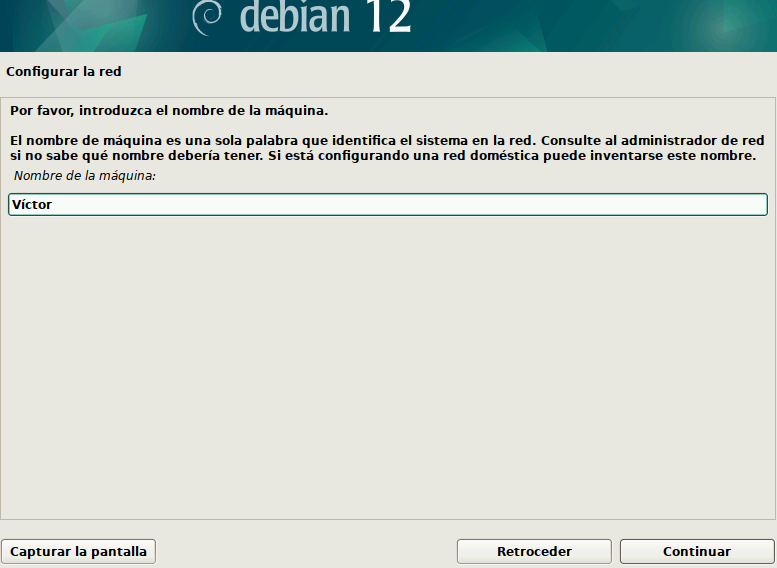 debian 12
Configurar la red
Por favor, introduzca el nombre de la máquina.
El nombre de máquina es una sola palabra que identifica el sistema en la red. Consulte al administrador de red
si no sabe qué nombre debería tener. Si está configurando una red doméstica puede inventarse este nombre.
Nombre de la máquina:
Víctor
Capturar la pantalla
Retroceder
Continuar